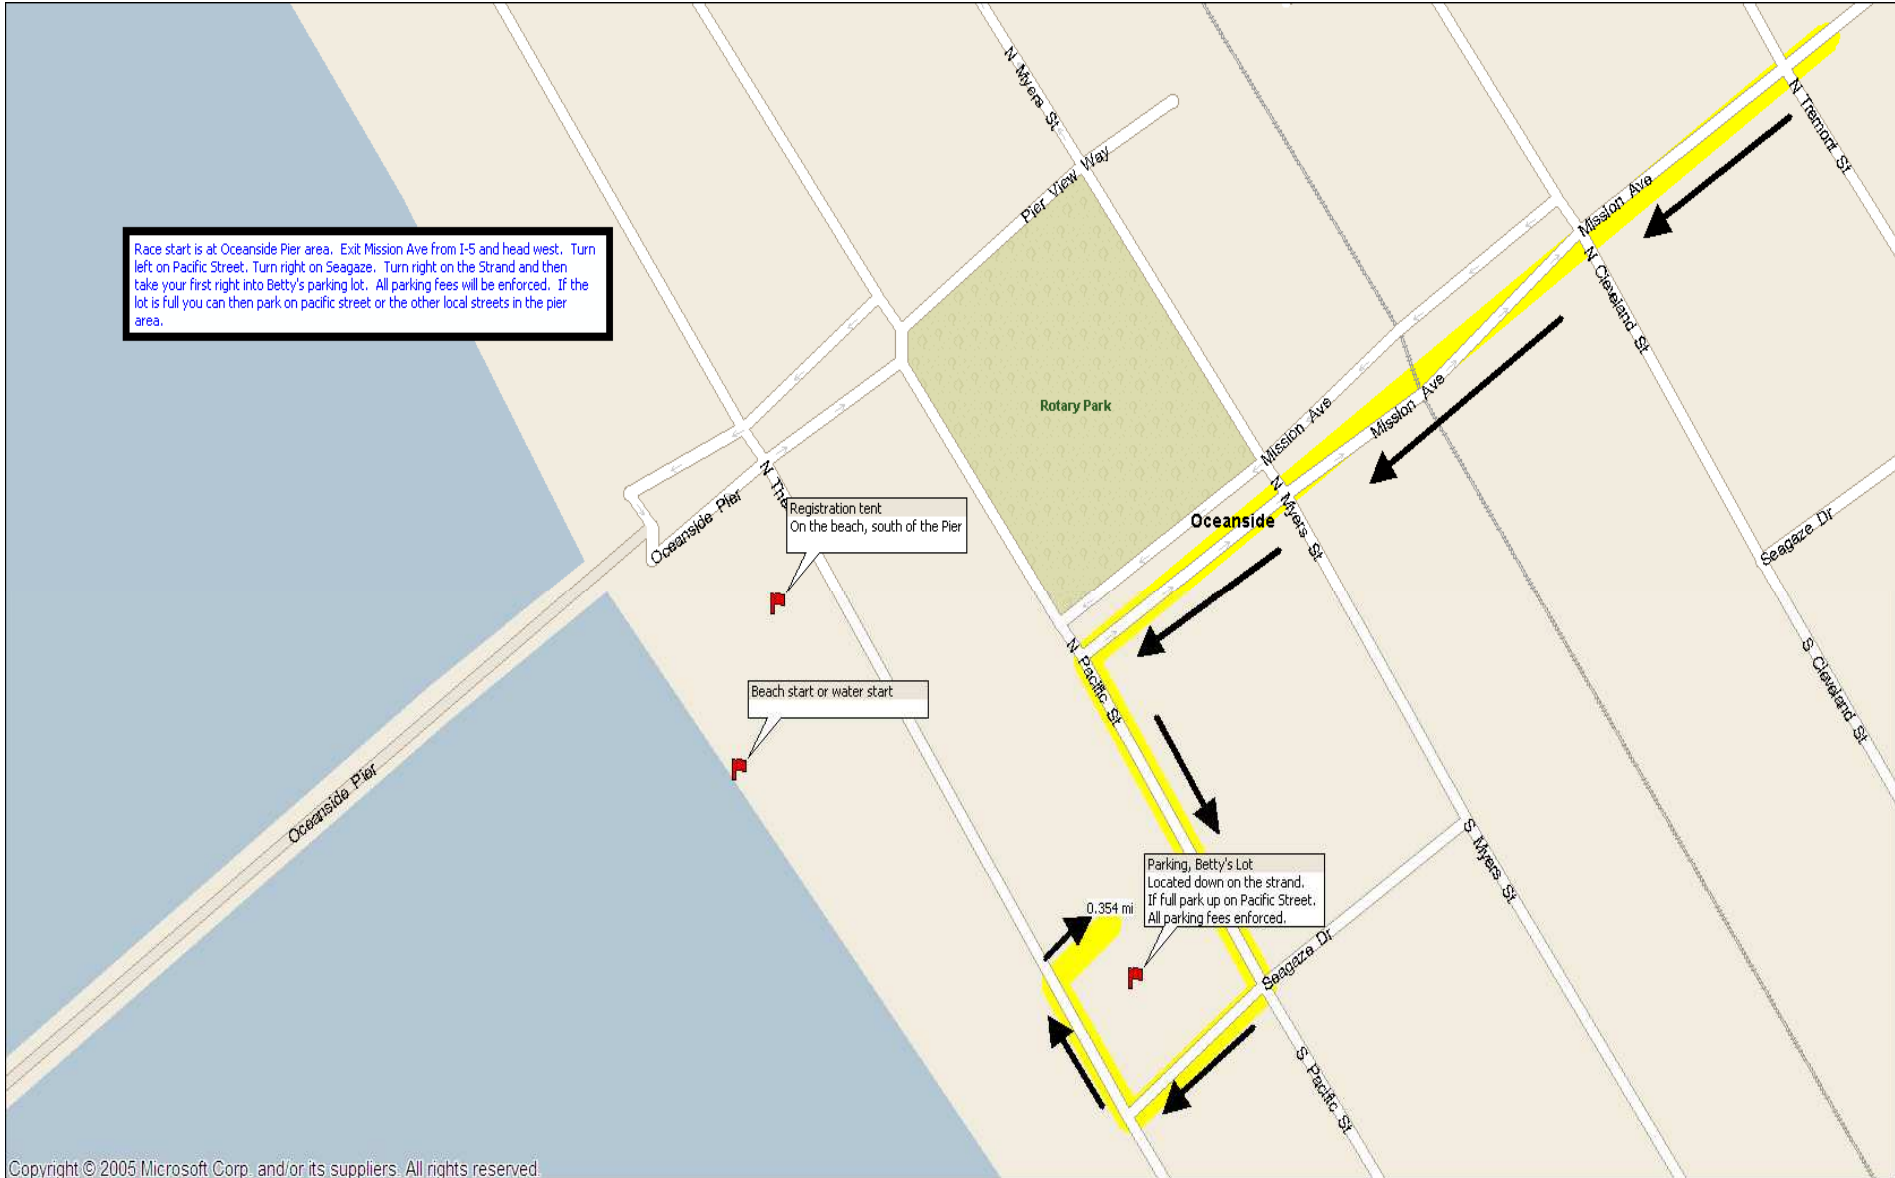 N Myers St
N Tremont St
Pier View Way
Mission Ave
Race start is at Oceanside Pier area. Exit Mission Ave from I-5 and head west. Turn
left on Pacific Street. Turn right on Seagaze. Turn right on the Strand and then
take your first right into Betty's parking lot. All parking fees will be enforced. If the
lot is full you can then park on pacific street or the other local streets in the pier
area.
N Cleveland St
Rotary Park
Mission Ave
Mission Ave
N The
Oceanside Pier
Registration tent
On the beach, south of the Pier
N Myers St
Oceanside
Seagaze Dr
N Pacific St
Beach start or water start
S Cleveland St
Oceanside Pier
Parking, Betty's Lot
Located down on the strand.
If full park up on Pacific Street.
All parking fees enforced.
0.354 mi
S Myers St
Seagaze Dr
S Pacific St
Copyright © 2005 Microsoft Corp. and/or its suppliers. All rights reserved.